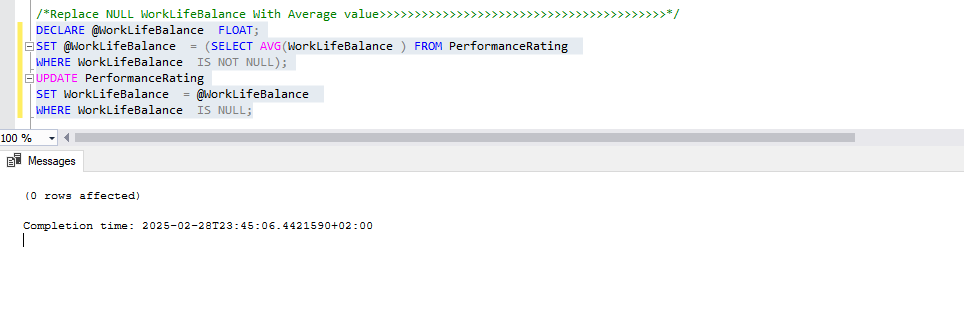 /*Replace NULL WorkLifeBalance With Average value>>>>>>>>>>>>>>>>>>>>>>>>>>>>>>>>>>>>>>>>>*/
DECLARE @WorkLifeBalance  FLOAT;
SET @WorkLifeBalance  = (SELECT AVG(WorkLifeBalance ) FROM PerformanceRating
WHERE WorkLifeBalance  IS NOT NULL);
UPDATE PerformanceRating
SET WorkLifeBalance  = @WorkLifeBalance
WHERE WorkLifeBalance  IS NULL;
100 %
Messages
(0 rows affected)
Completion time: 2025-02-28T23:45:06.4421590+02:00